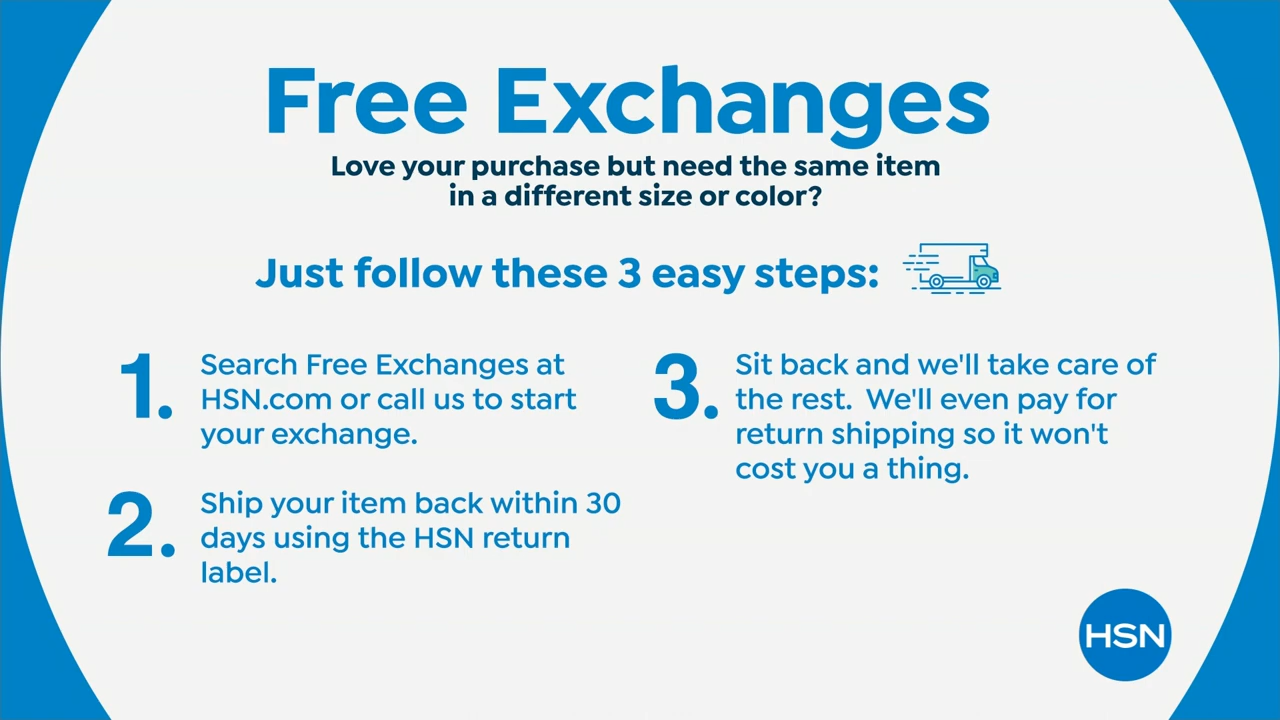 Free Exchanges
Love your purchase but need the same item
in a different size or color?
Just follow these 3 easy steps:
1. Search Free Exchanges at
HSN.com or call us to start
your exchange.
2. Ship your item back within 30
days using the HSN return
label.
3. Sit back and we'll take care of
the rest.  We'll even pay for
return shipping so it won't
cost you a thing.
HSN